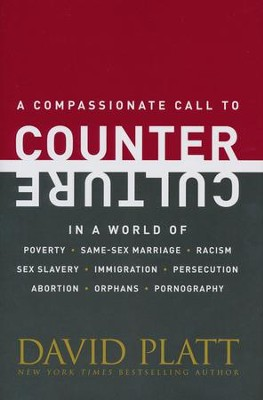 A COMPASSIONATE CALL TO
COUNTER
CULTURE
IN A WORLD OF
POVERTY • SAME-SEX MARRIAGE • RACISM
SEX SLAVERY • IMMIGRATION • PERSECUTION
ABORTION • ORPHANS • PORNOGRAPHY
DAVID PLATT
NEW YORK TIMES BESTSELLING AUTHOR